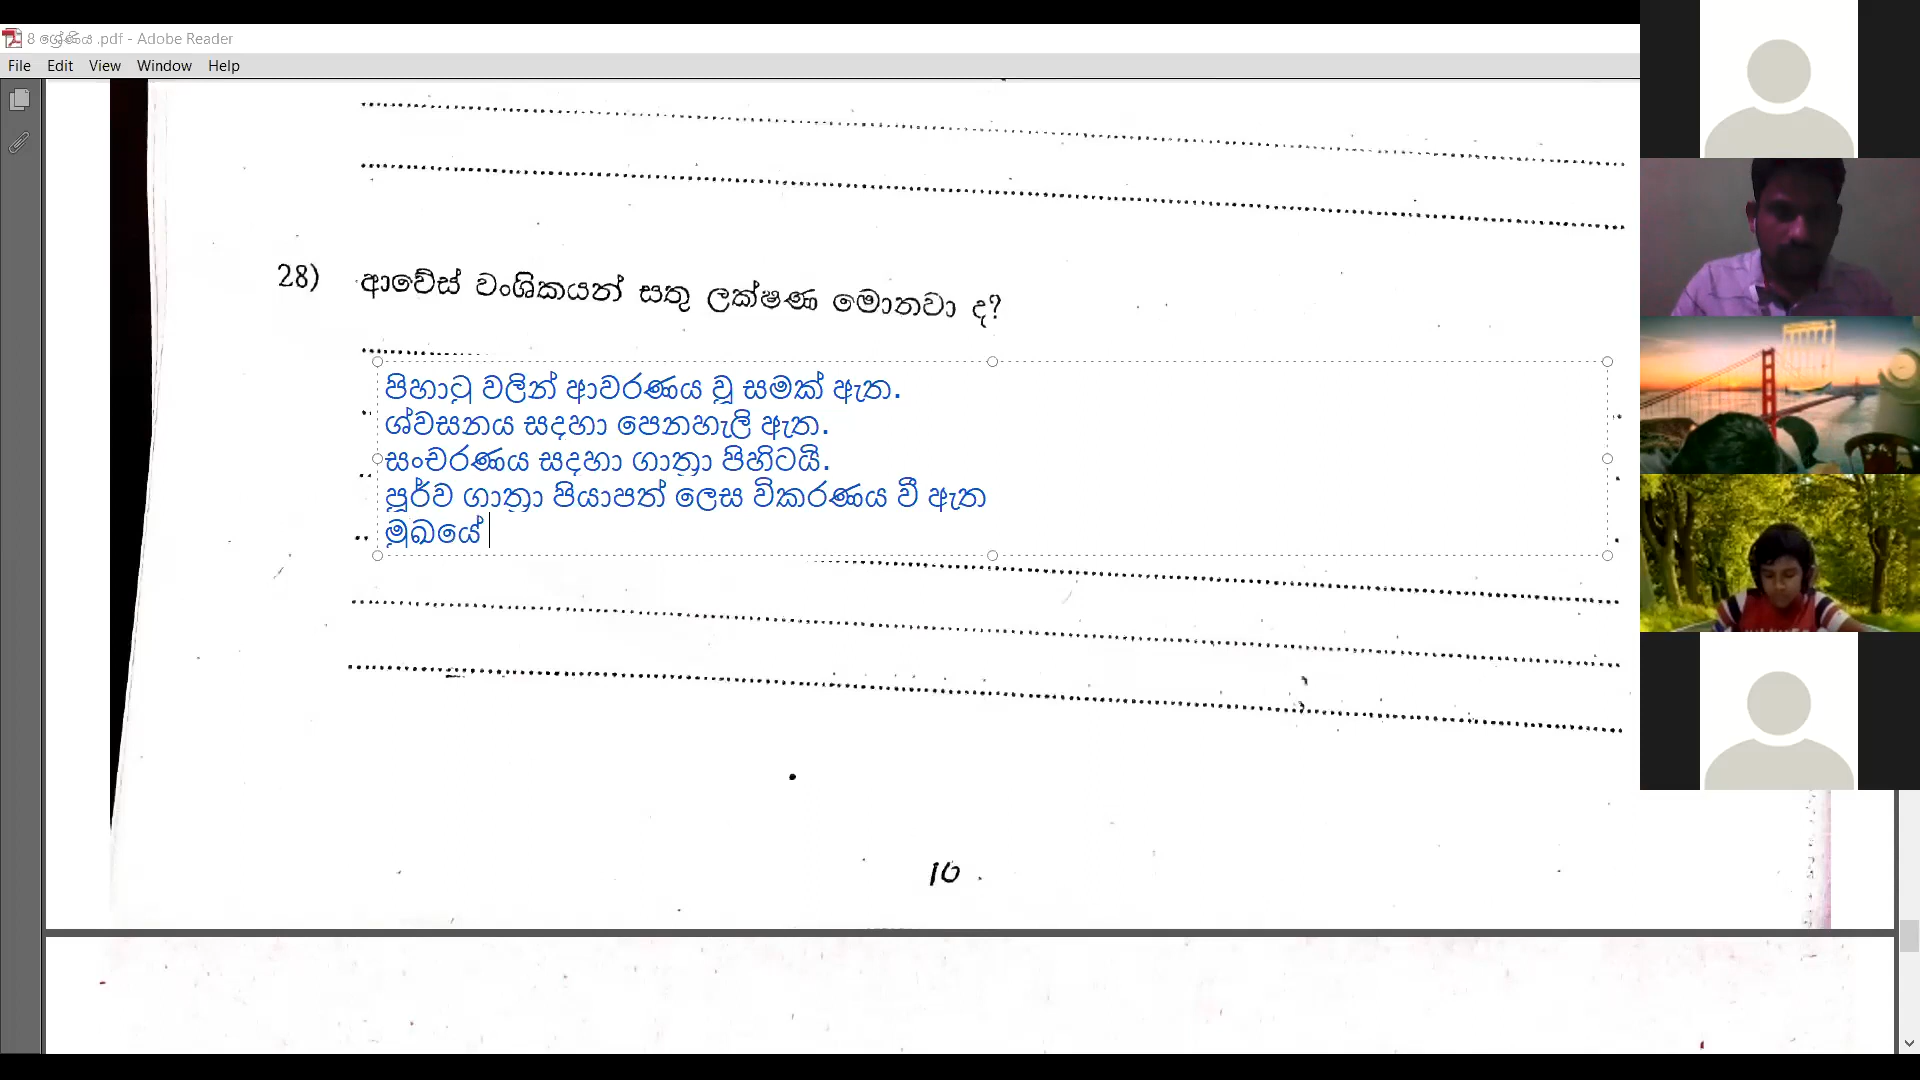 8 ශ්‍රේණිය .pdf - Adobe Reader
File Edit View Window Help
28) ආවේස් වංශිකයන් සතු ලක්ෂණ මොනවා ද?
පිහාටු වලින් ආවරණය වූ සමක් ඇත.
ශ්වසනය සදහා පෙනහැලි ඇත.
සංචරණය සදහා ගාත්‍රා පිහිටයි.
පූර්ව ගාත්‍රා පියාපත් ලෙස විකරණය වී ඇත
මුඛයේ
10